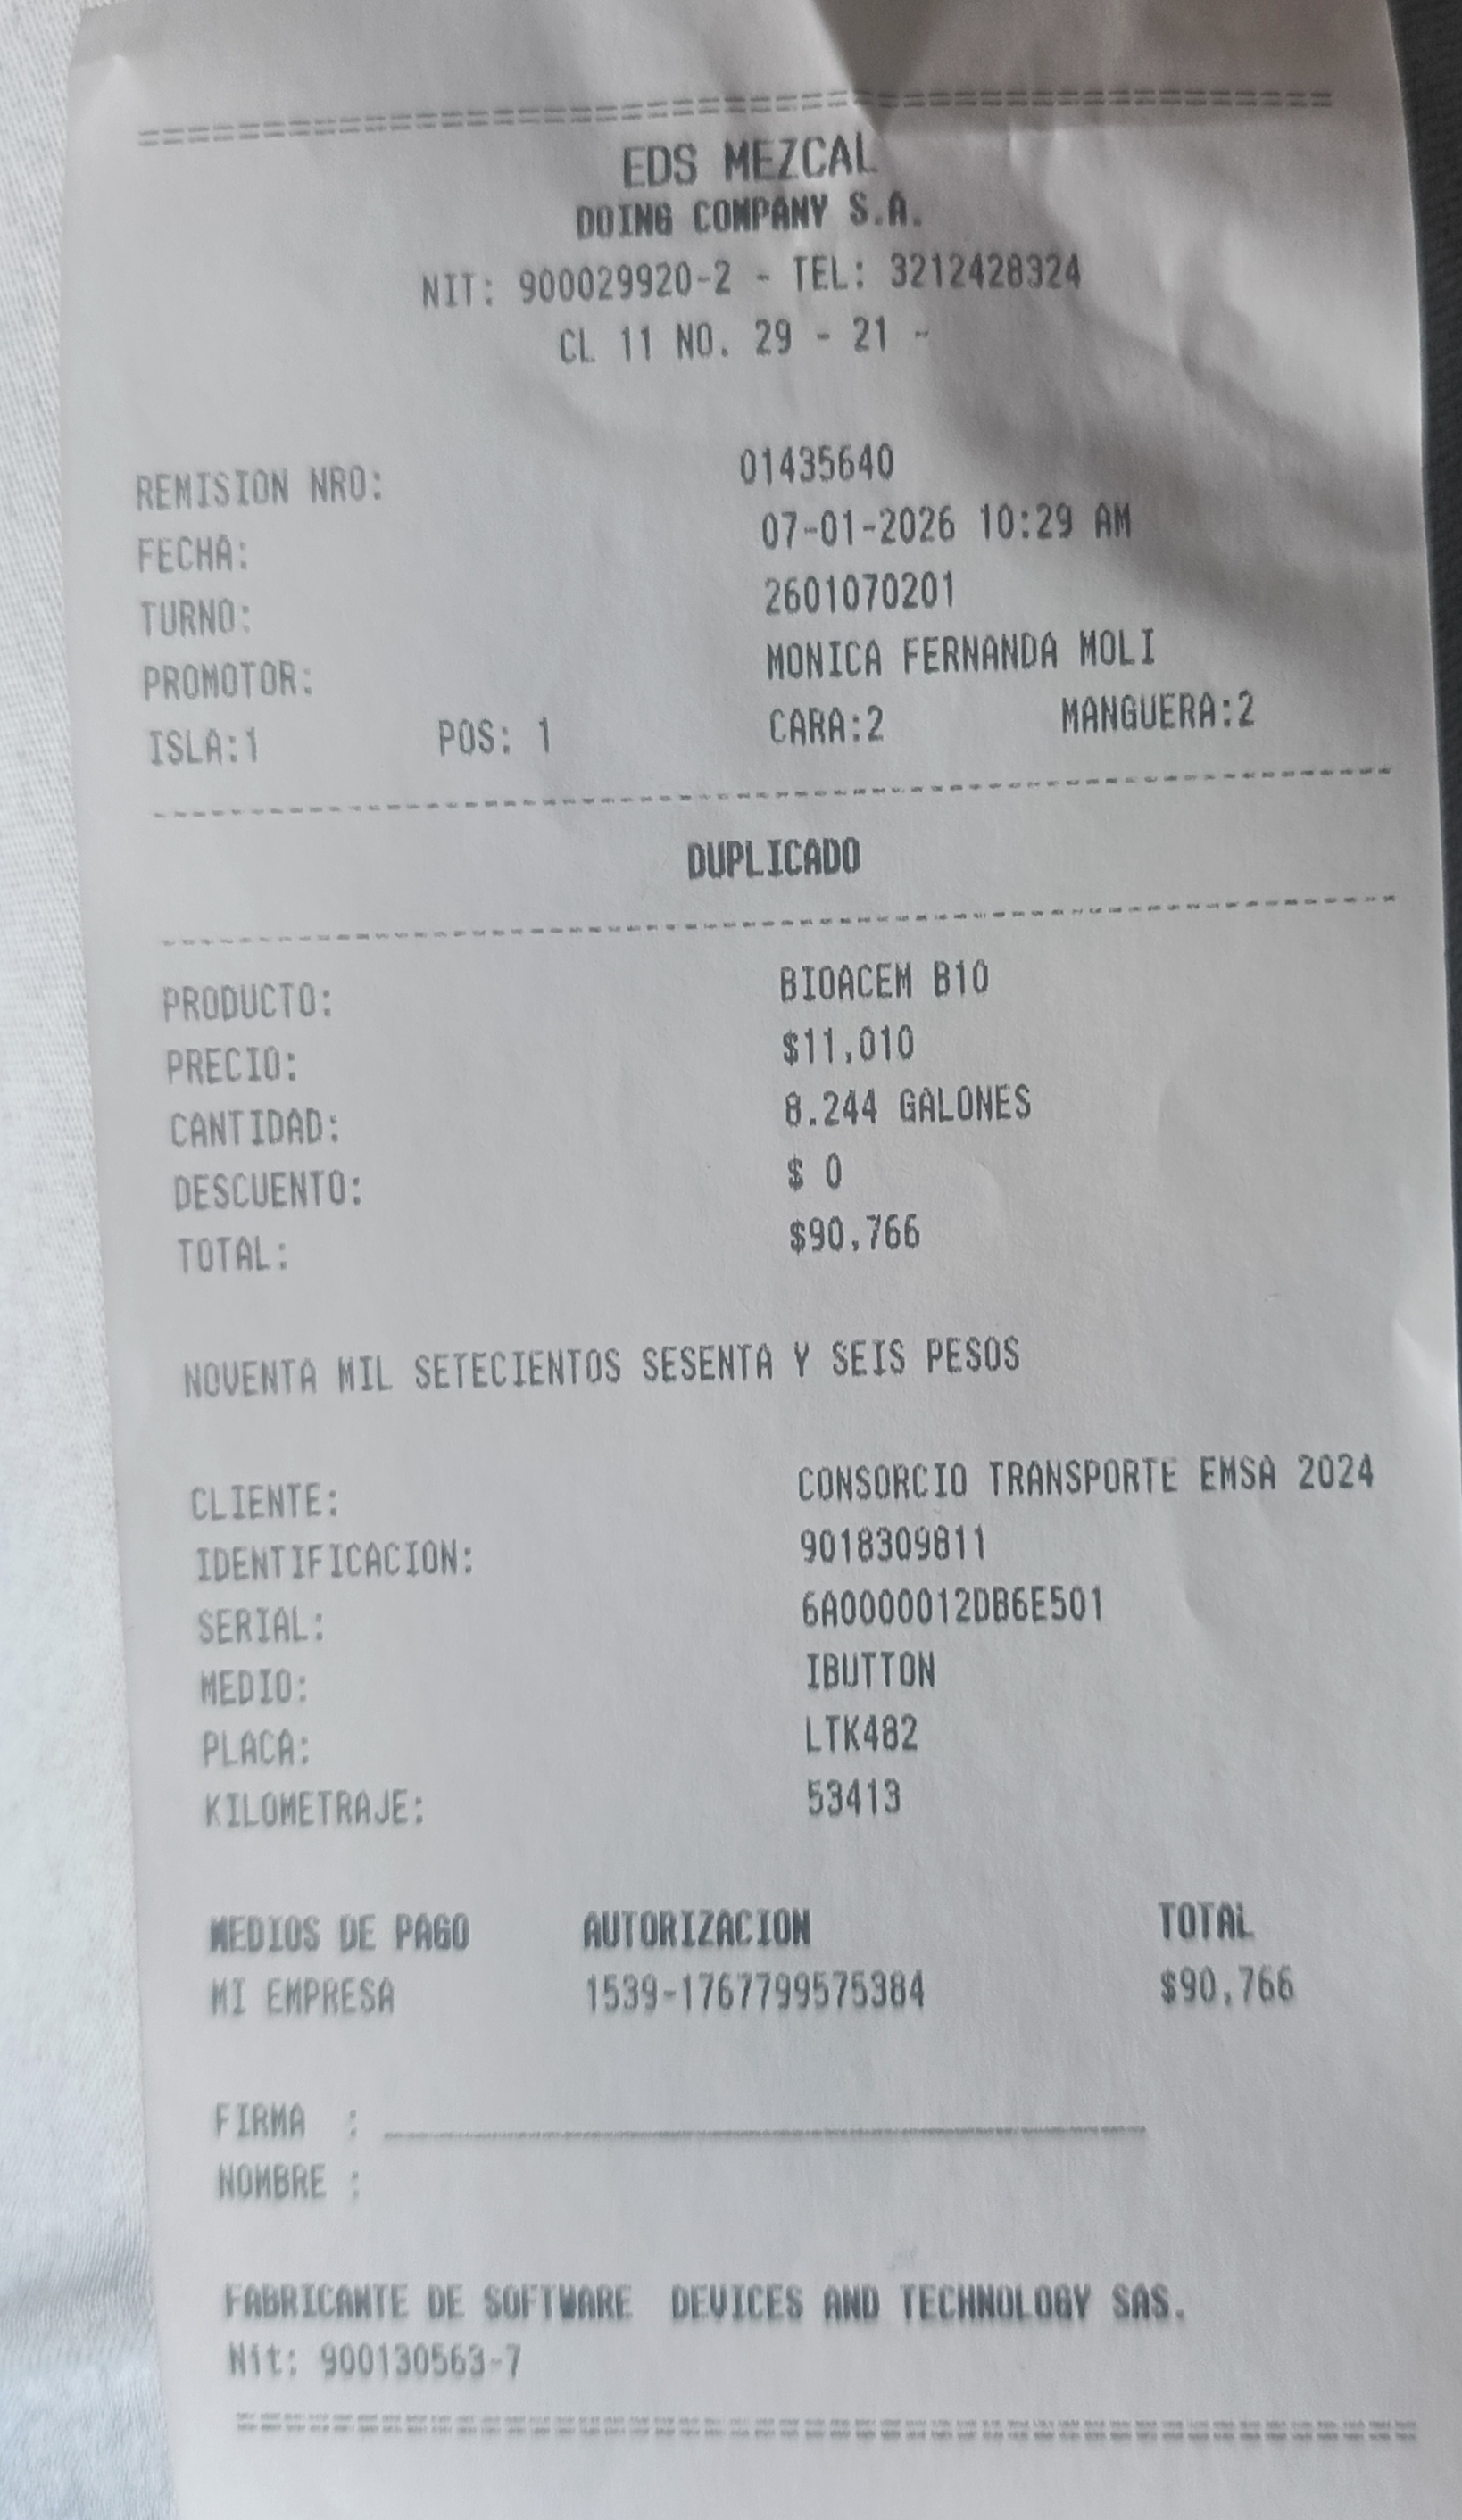 EDS MEZCAL
DOING COMPANY S.A.
NIT: 900029920-2 - TEL: 3212428324
CL 11 NO. 29 - 21 -
REMISION NRO: 01435640
FECHA: 07-01-2026 10:29 AM
TURNO: 2601070201
PROMOTOR: MONICA FERNANDA MOLI
ISLA:1 POS: 1 CARA:2 MANGUERA:2
DUPLICADO
PRODUCTO: BIOACEM B10
PRECIO: $11,010
CANTIDAD: 8.244 GALONES
DESCUENTO: $ 0
TOTAL: $90,766
NOVENTA MIL SETECIENTOS SESENTA Y SEIS PESOS
CLIENTE: CONSORCIO TRANSPORTE EMSA 2024
IDENTIFICACION: 9018309811
SERIAL: 6A0000012DB6E501
MEDIO: IBUTTON
PLACA: LTK482
KILOMETRAJE: 53413
MEDIOS DE PAGO AUTORIZACION TOTAL
MI EMPRESA 1539-1767799575384 $90,766
FIRMA :
NOMBRE :
FABRICANTE DE SOFTWARE DEVICES AND TECHNOLOGY SAS.
Nit: 900130563-7